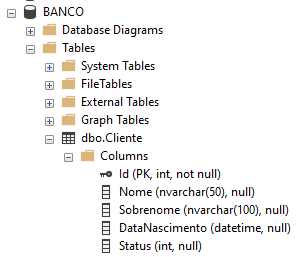 BANCO
Database Diagrams
Tables
System Tables
FileTables
External Tables
Graph Tables
dbo.Cliente
Columns
Id (PK, int, not null)
Nome (nvarchar(50), null)
Sobrenome (nvarchar(100), null)
DataNascimento (datetime, null)
Status (int, null)